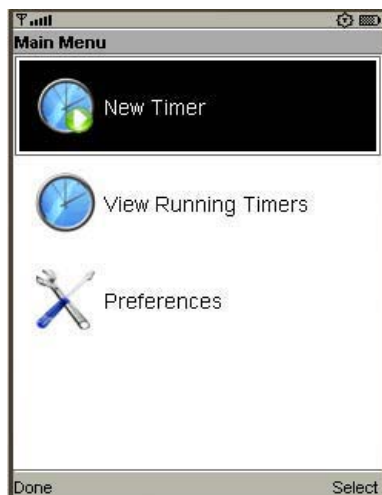 Main Menu
New Timer
View Running Timers
Preferences
Done Select